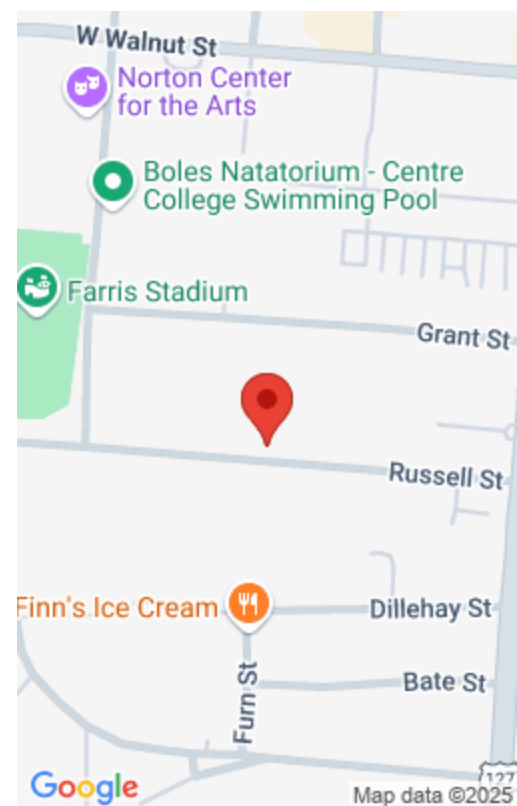 W Walnut St
Norton Center
for the Arts
Boles Natatorium - Centre
College Swimming Pool
Farris Stadium
Grant St
Russell St
Finn's Ice Cream
Dillehay St
Furn St
Bate St
127
Google
Map data ©2025